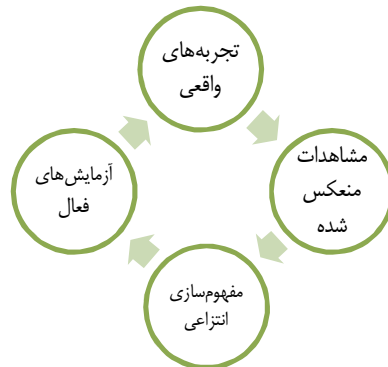 تجربه‌های
واقعی
مشاهدات
منعکس
شده
مفهوم‌سازی
انتزاعی
آزمایش‌های
فعال